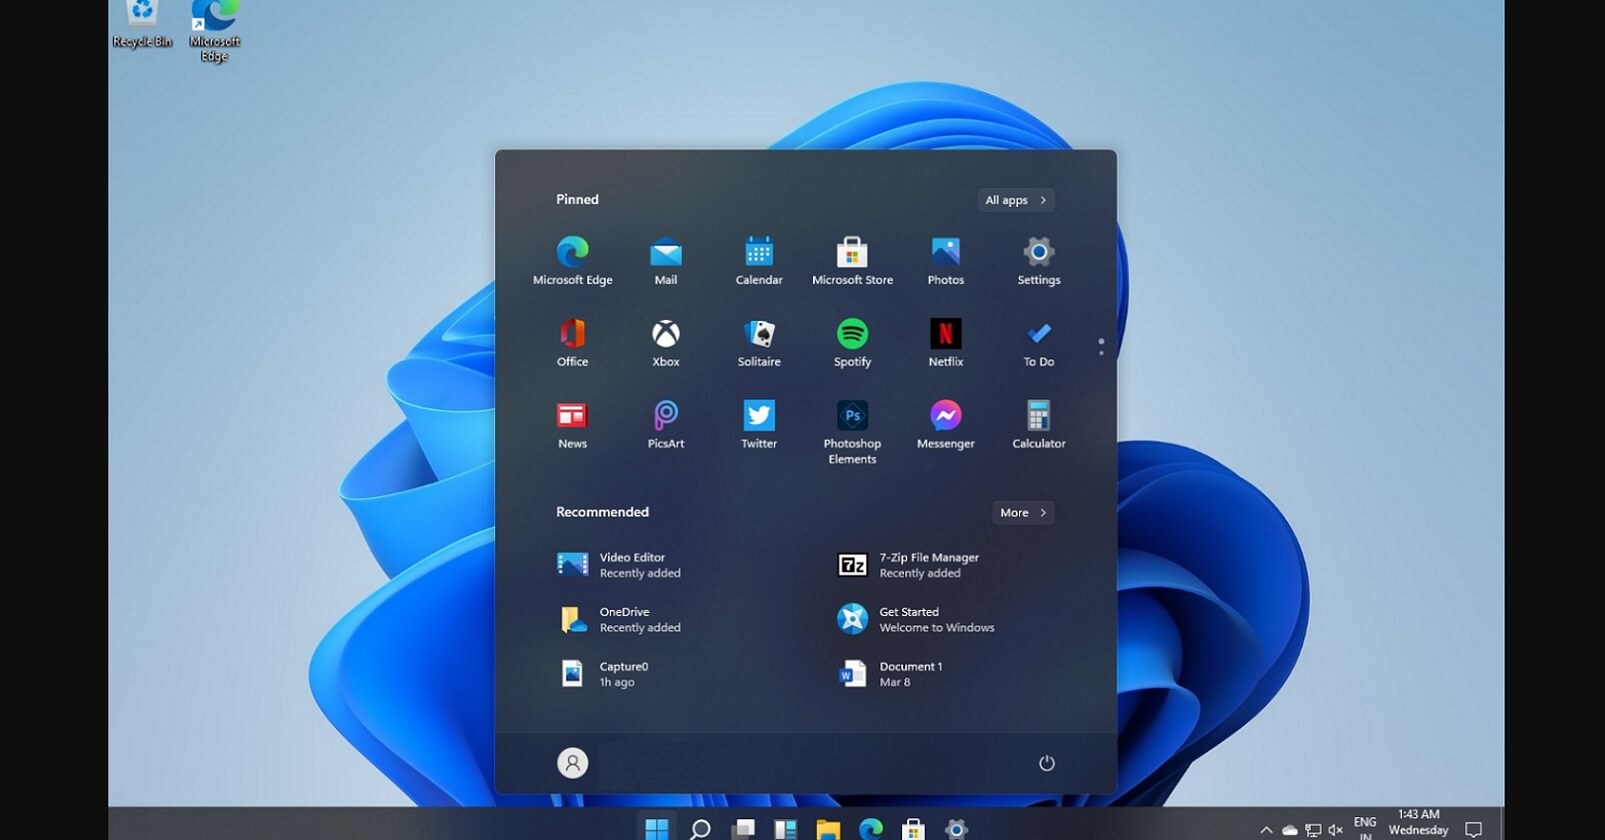 Recycle Bin
Microsoft
Edge
Pinned
All apps
Microsoft Edge
Mail
Calendar
Microsoft Store
Photos
Settings
Office
Xbox
Solitaire
Spotify
Netflix
To Do
News
PicsArt
Twitter
Photoshop
Elements
Messenger
Calculator
Ps
N
Recommended
More
Video Editor
Recently added
7-Zip File Manager
Recently added
7z
OneDrive
Recently added
Get Started
Welcome to Windows
Capture0
1h ago
W
Document 1
Mar 8
ENG
IN
1:43 AM
Wednesday